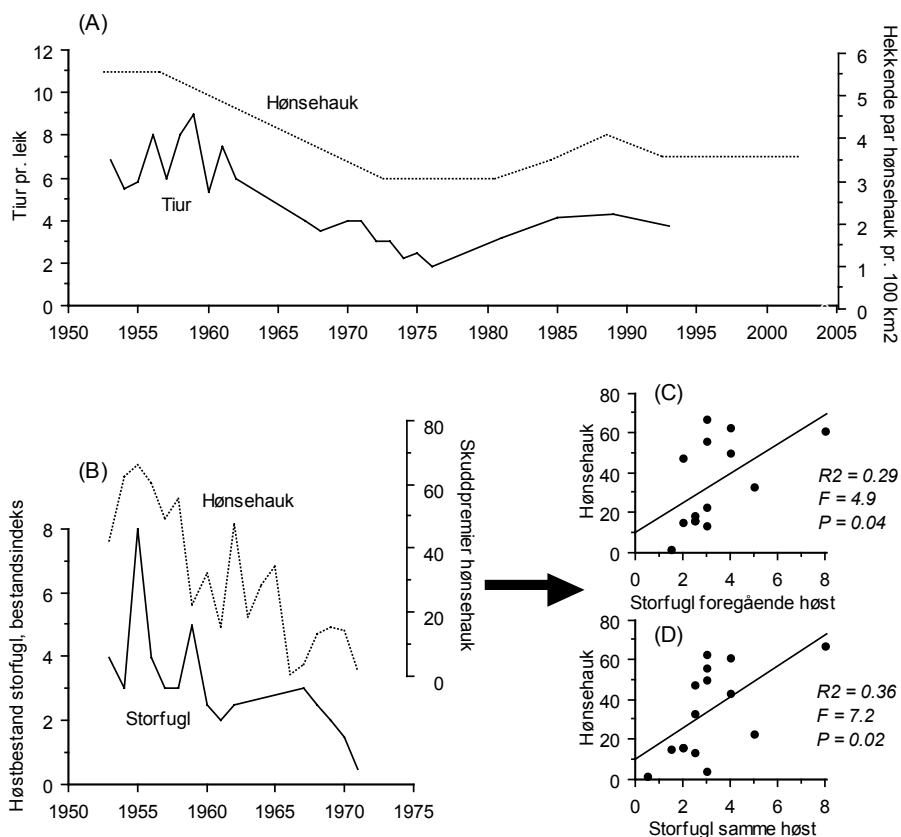 (A)
12
10
8
6
4
2
0
Tiur pr. leik
Hønsehauk
Tiur
6
5
4
3
2
1
0
Hekkende par hønsehauk pr. 100 km2
1950 1955 1960 1965 1970 1975 1980 1985 1990 1995 2000 2005
(B)
8
6
4
2
0
Høstbestand storfugl, bestandsindeks
Hønsehauk
Storfugl
80
60
40
20
0
Skuddpremier hønsehauk
1950 1955 1960 1965 1970 1975
(C)
80
60
40
20
0
Hønsehauk
R2 = 0.29
F = 4.9
P = 0.04
0 2 4 6 8
Storfugl foregående høst
(D)
80
60
40
20
0
Hønsehauk
R2 = 0.36
F = 7.2
P = 0.02
0 2 4 6 8
Storfugl samme høst